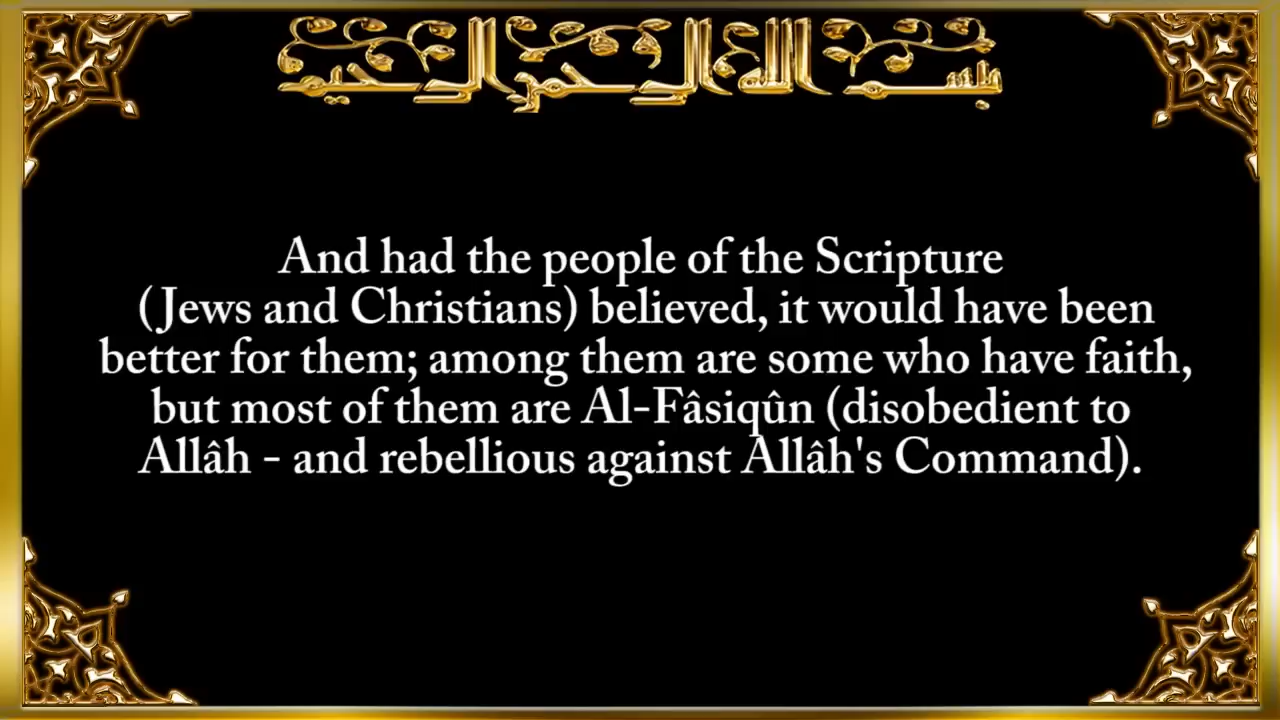 بسم الله الرحمن الرحيم
And had the people of the Scripture
(Jews and Christians) believed, it would have been
better for them; among them are some who have faith,
but most of them are Al-Fâsiqûn (disobedient to
Allâh - and rebellious against Allâh's Command).